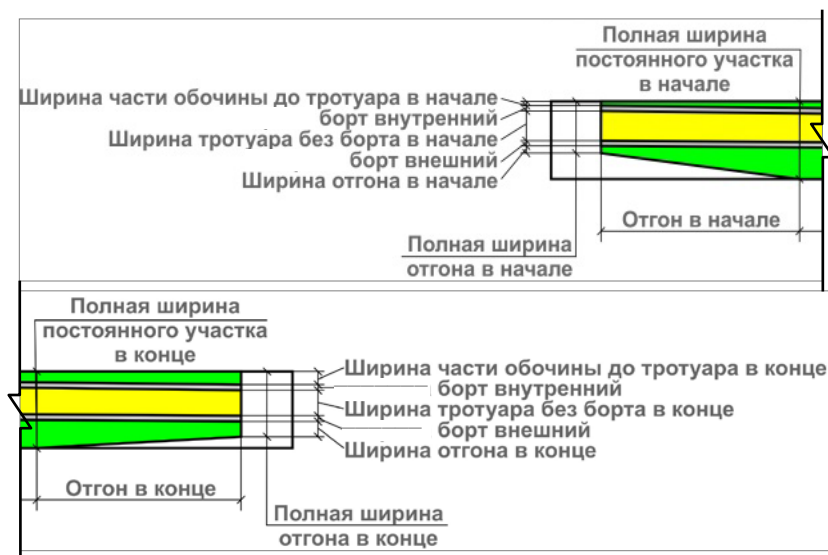 Полная ширина
постоянного участка
в начале
Ширина части обочины до тротуара в начале
борт внутренний
Ширина тротуара без борта в начале
борт внешний
Ширина отгона в начале
Отгон в начале
Полная ширина
отгона в начале
Полная ширина
постоянного участка
в конце
Ширина части обочины до тротуара в конце
борт внутренний
Ширина тротуара без борта в конце
борт внешний
Ширина отгона в конце
Отгон в конце
Полная ширина
отгона в конце